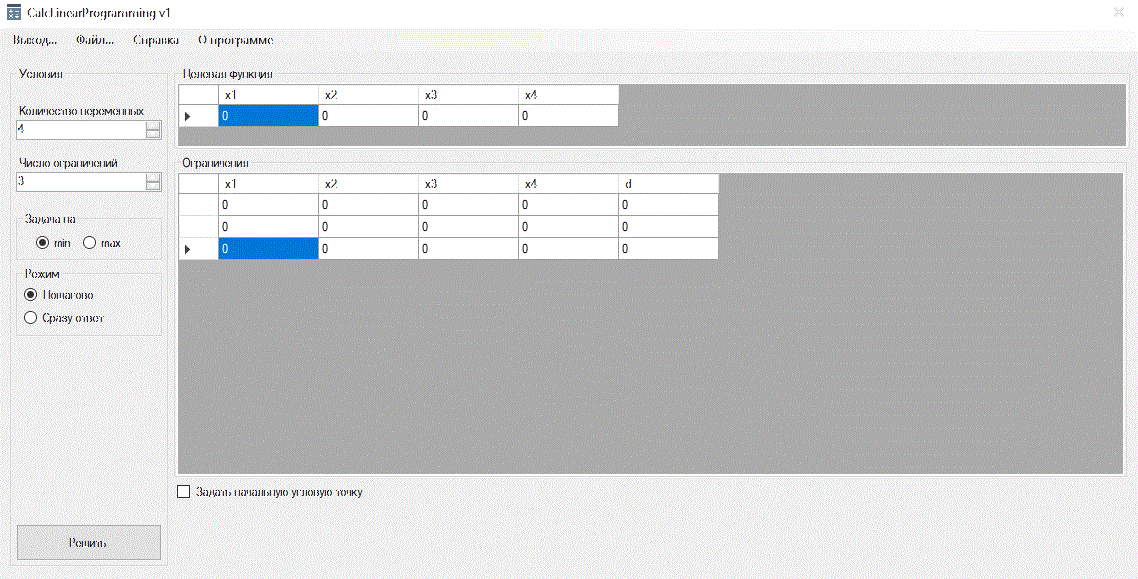 CalcLinearProgramming v1
Выход... Файл... Справка О программе
Условия
Количество переменных
4
Число ограничений
3
Задача на
min max
Режим
Пошагово
Сразу ответ
Решить
Целевая функция
x1 x2 x3 x4
0 0 0 0
Ограничения
x1 x2 x3 x4 d
0 0 0 0 0
0 0 0 0 0
0 0 0 0 0
Задать начальную угловую точку